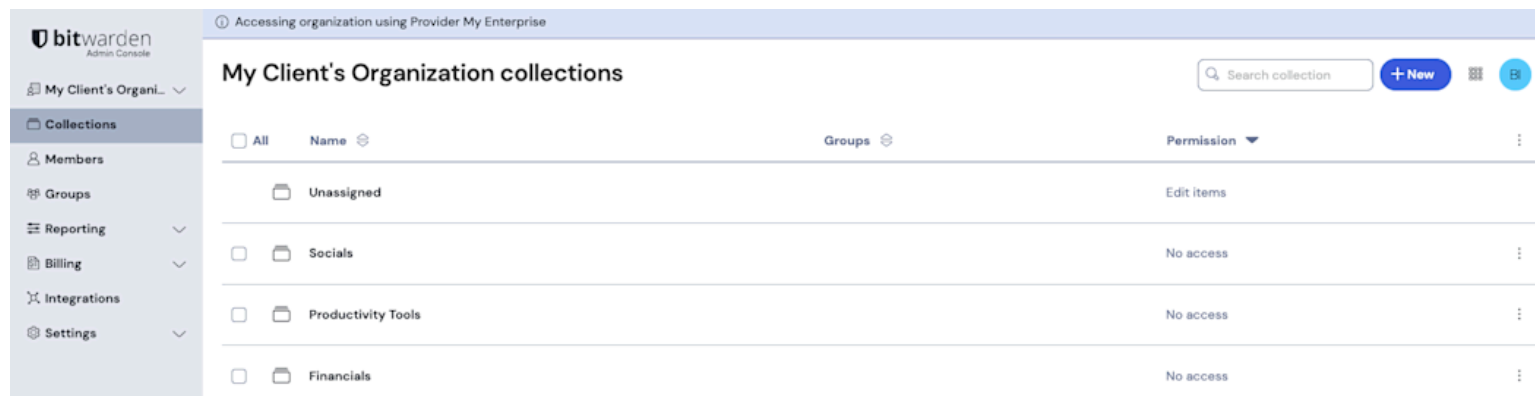 Accessing organization using Provider My Enterprise
bitwarden
Admin Console
My Client's Organi...
Collections
Members
Groups
Reporting
Billing
Integrations
Settings
My Client's Organization collections
Search collection
+ New
BI
All Name Groups Permission
Unassigned Edit items
Socials No access
Productivity Tools No access
Financials No access